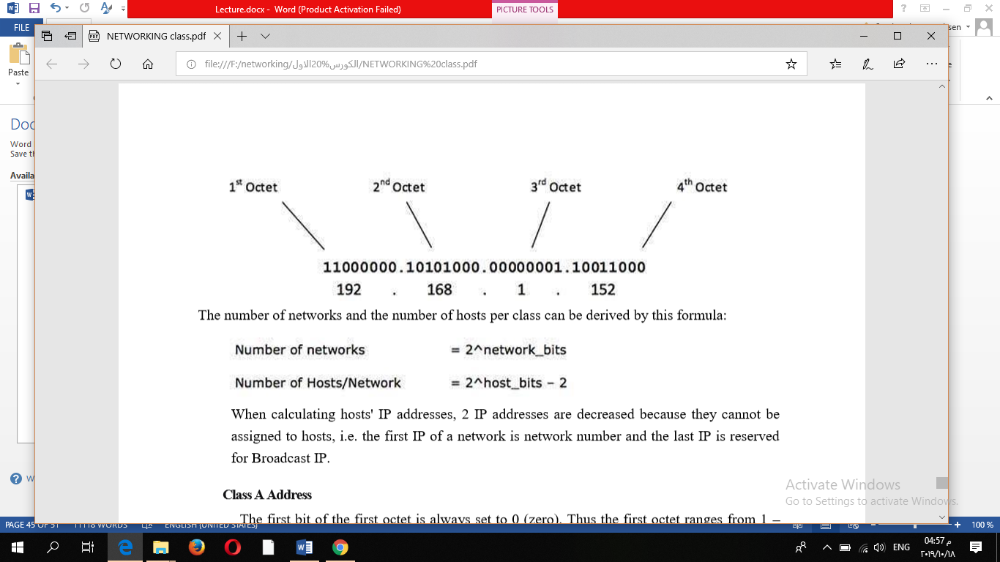 Lecture.docx - Word (Product Activation Failed)
PICTURE TOOLS
FILE
sen
NETWORKING class.pdf
file:///F:/networking/الكورس%20الاول/NETWORKING%20class.pdf
Paste
Doc
Word
Save th
Availa
W
1st Octet
2nd Octet
3rd Octet
4th Octet
11000000.10101000.00000001.10011000
192 . 168 . 1 . 152
The number of networks and the number of hosts per class can be derived by this formula:
Number of networks = 2^network_bits
Number of Hosts/Network = 2^host_bits – 2
When calculating hosts' IP addresses, 2 IP addresses are decreased because they cannot be
assigned to hosts, i.e. the first IP of a network is network number and the last IP is reserved
for Broadcast IP.
Class A Address
The first bit of the first octet is always set to 0 (zero). Thus the first octet ranges from 1 –
Activate Windows
Go to Settings to activate Windows.
PAGE 45 OF 51
11118 WORDS
ENGLISH (UNITED STATES)
100 %
ENG
04:57 م
٢٠١٩/١٠/١٨